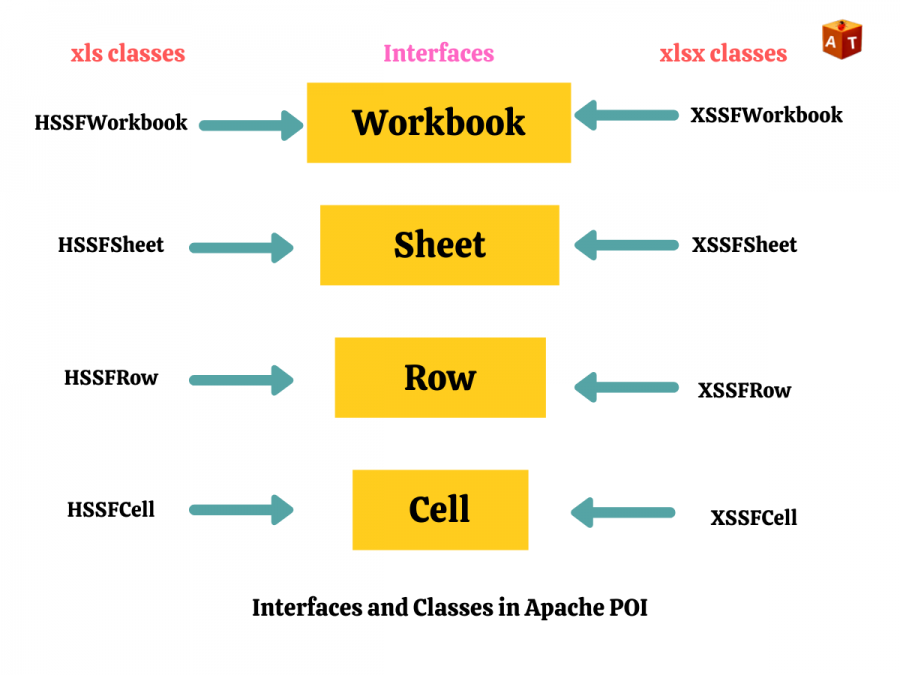 xls classes
Interfaces
xlsx classes
A T
HSSFWorkbook
Workbook
XSSFWorkbook
HSSFSheet
Sheet
XSSFSheet
HSSFRow
Row
XSSFRow
HSSFCell
Cell
XSSFCell
Interfaces and Classes in Apache POI